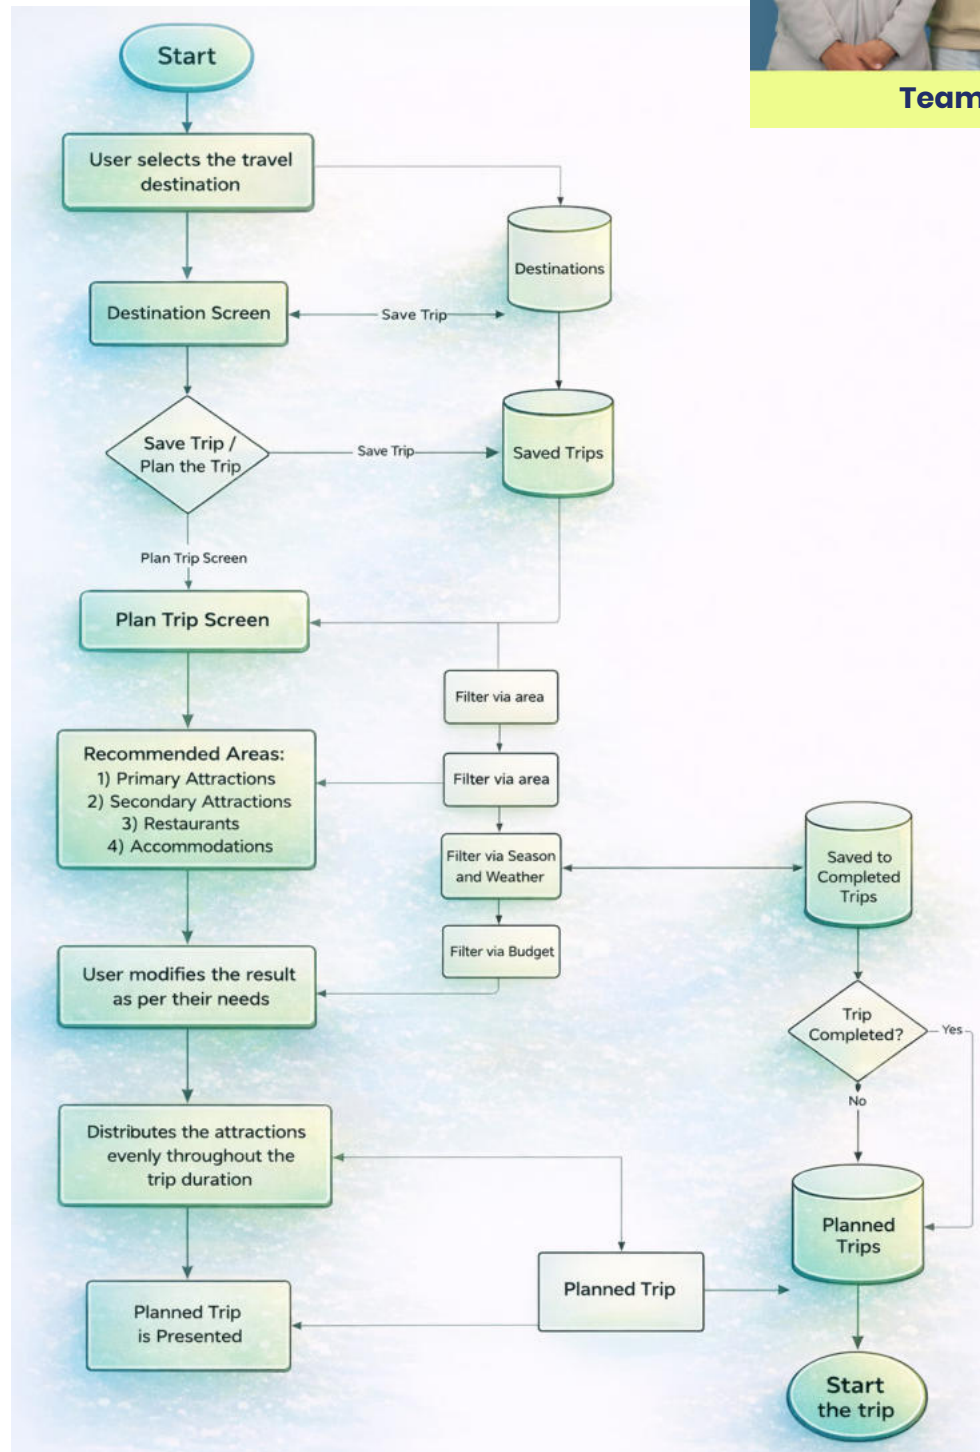 Team
Start
User selects the travel
destination
Destinations
Destination Screen
Save Trip
Save Trip /
Plan the Trip
Save Trip
Saved Trips
Plan Trip Screen
Plan Trip Screen
Filter via area
Recommended Areas:
1) Primary Attractions
2) Secondary Attractions
3) Restaurants
4) Accommodations
Filter via area
Filter via Season
and Weather
Saved to
Completed
Trips
Filter via Budget
User modifies the result
as per their needs
Trip
Completed?
Yes
No
Distributes the attractions
evenly throughout the
trip duration
Planned
Trips
Planned Trip
Planned Trip
is Presented
Start
the trip